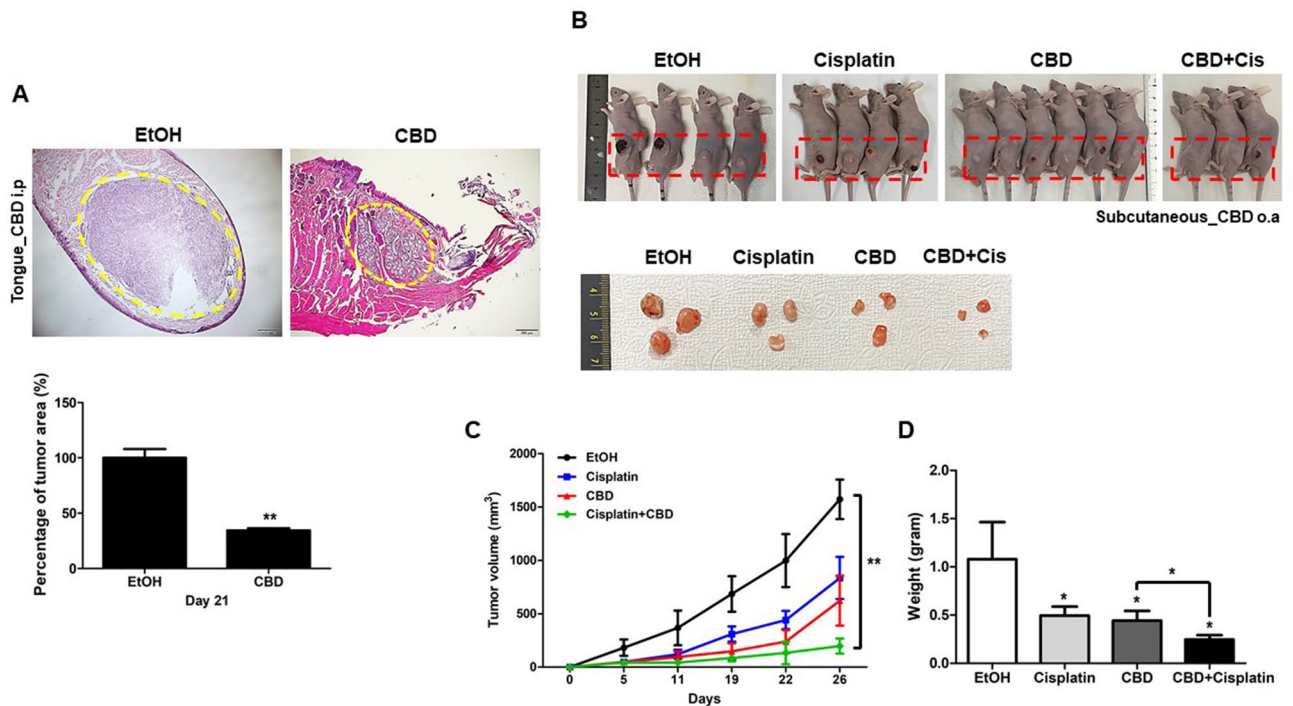 A
EtOH
CBD
Tongue_CBD i.p
Percentage of tumor area (%)
150
100
50
0
**
EtOH
CBD
Day 21
B
EtOH
Cisplatin
CBD
CBD+Cis
Subcutaneous_CBD o.a
EtOH
Cisplatin
CBD
CBD+Cis
4
5
6
7
C
EtOH
Cisplatin
CBD
Cisplatin+CBD
Tumor volume (mm³)
2000
1500
1000
500
0
**
0 5 11 19 22 26
Days
D
Weight (gram)
2.0
1.5
1.0
0.5
0.0
*
*
*
*
EtOH
Cisplatin
CBD
CBD+Cisplatin